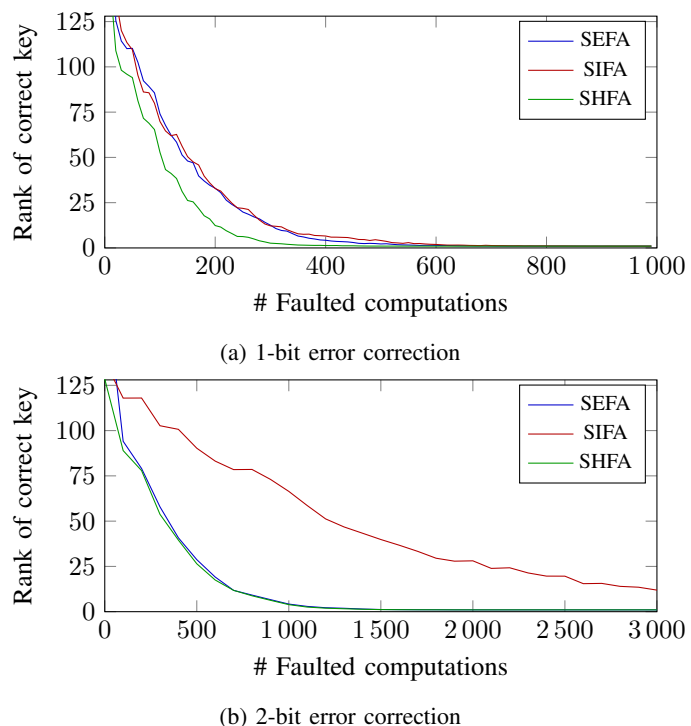 125
100
75
50
25
0
Rank of correct key
SEFA
SIFA
SHFA
0 200 400 600 800 1 000
# Faulted computations
(a) 1-bit error correction
125
100
75
50
25
0
Rank of correct key
SEFA
SIFA
SHFA
0 500 1 000 1 500 2 000 2 500 3 000
# Faulted computations
(b) 2-bit error correction